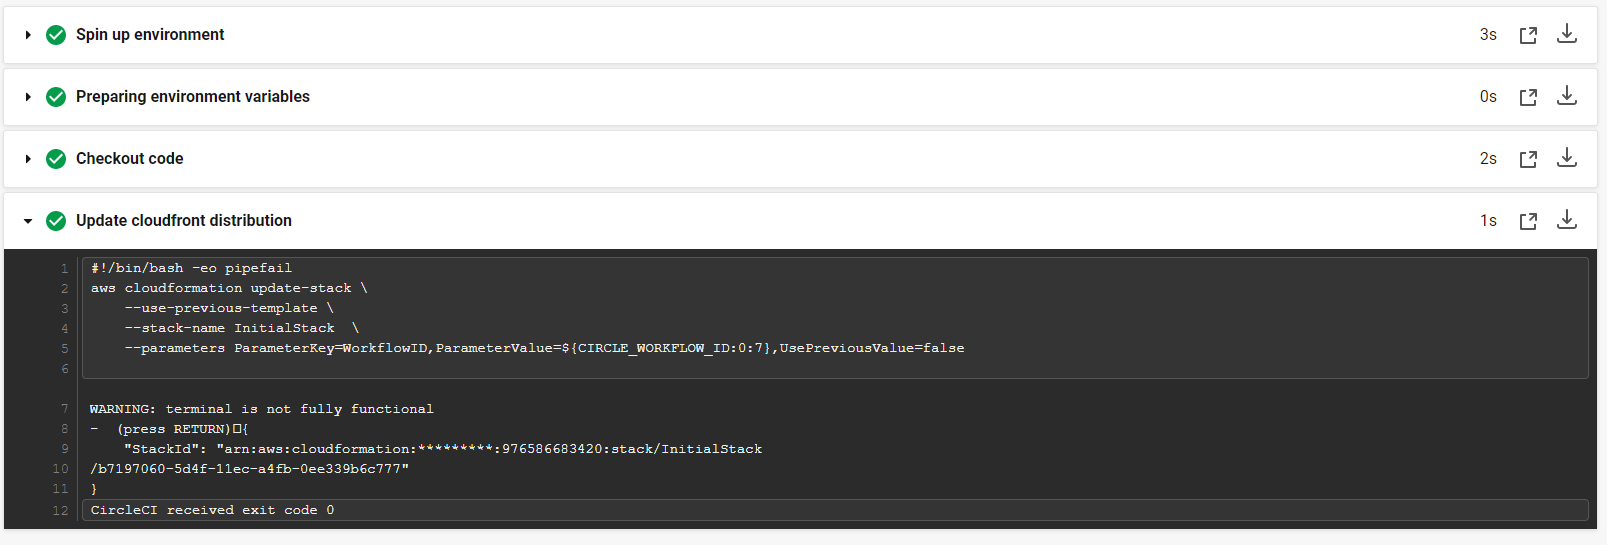 Spin up environment 3s
Preparing environment variables 0s
Checkout code 2s
Update cloudfront distribution 1s
1 #!/bin/bash -eo pipefail
2 aws cloudformation update-stack \
3     --use-previous-template \
4     --stack-name InitialStack  \
5     --parameters ParameterKey=WorkflowID,ParameterValue=${CIRCLE_WORKFLOW_ID:0:7},UsePreviousValue=false
6
7 WARNING: terminal is not fully functional
8 -  (press RETURN)▯{
9     "StackId": "arn:aws:cloudformation:*********:976586683420:stack/InitialStack
10 /b7197060-5d4f-11ec-a4fb-0ee339b6c777"
11 }
12 CircleCI received exit code 0